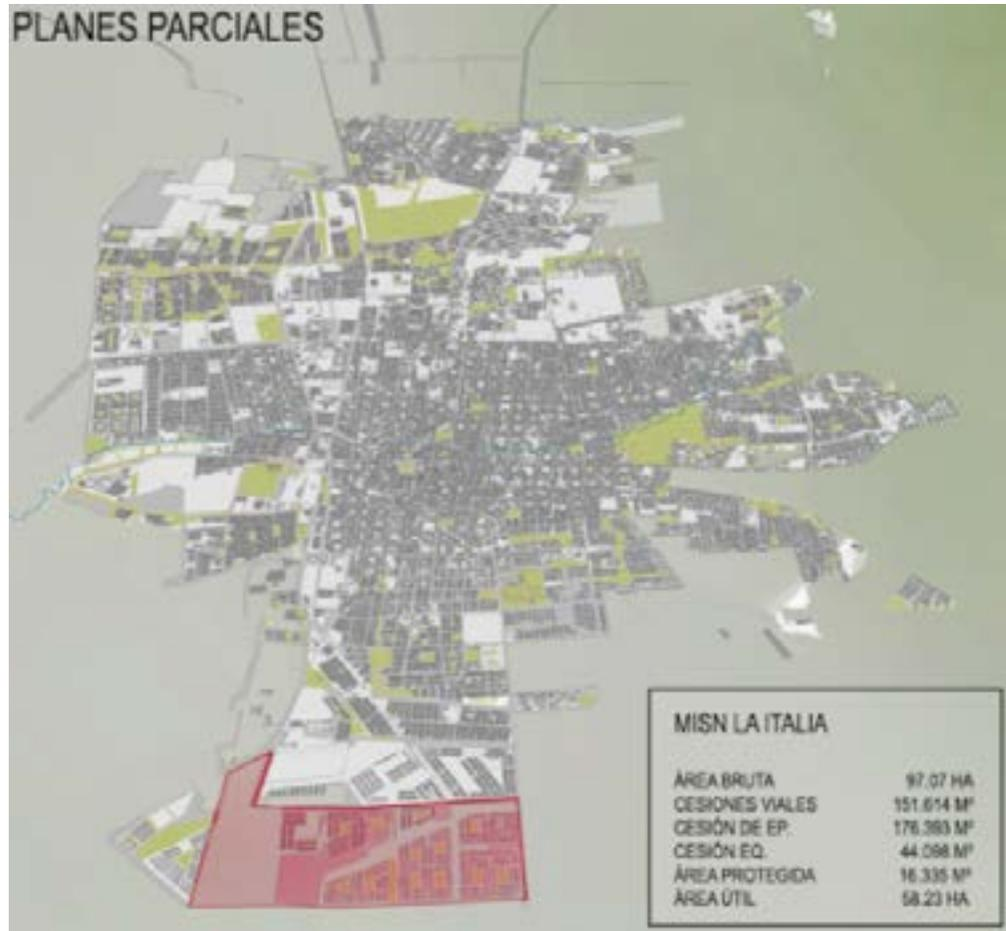 PLANES PARCIALES
MISN LA ITALIA
ÁREA BRUTA 97.07 HA
CESIONES VIALES 151.614 M²
CESIÓN DE EP. 176.393 M²
CESIÓN EQ. 44.098 M²
ÁREA PROTEGIDA 16.335 M²
ÁREA ÚTIL 58.23 HA